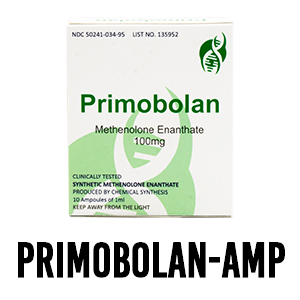 NDC 50241-034-95 LIST NO. 135952
Primobolan
Methenolone Enanthate
100mg
CLINICALLY TESTED
SYNTHETIC METHENOLONE ENANTHATE
PRODUCED BY CHEMICAL SYNTHESIS
10 Ampoules of 1ml
KEEP AWAY FROM THE LIGHT
PRIMOBOLAN-AMP